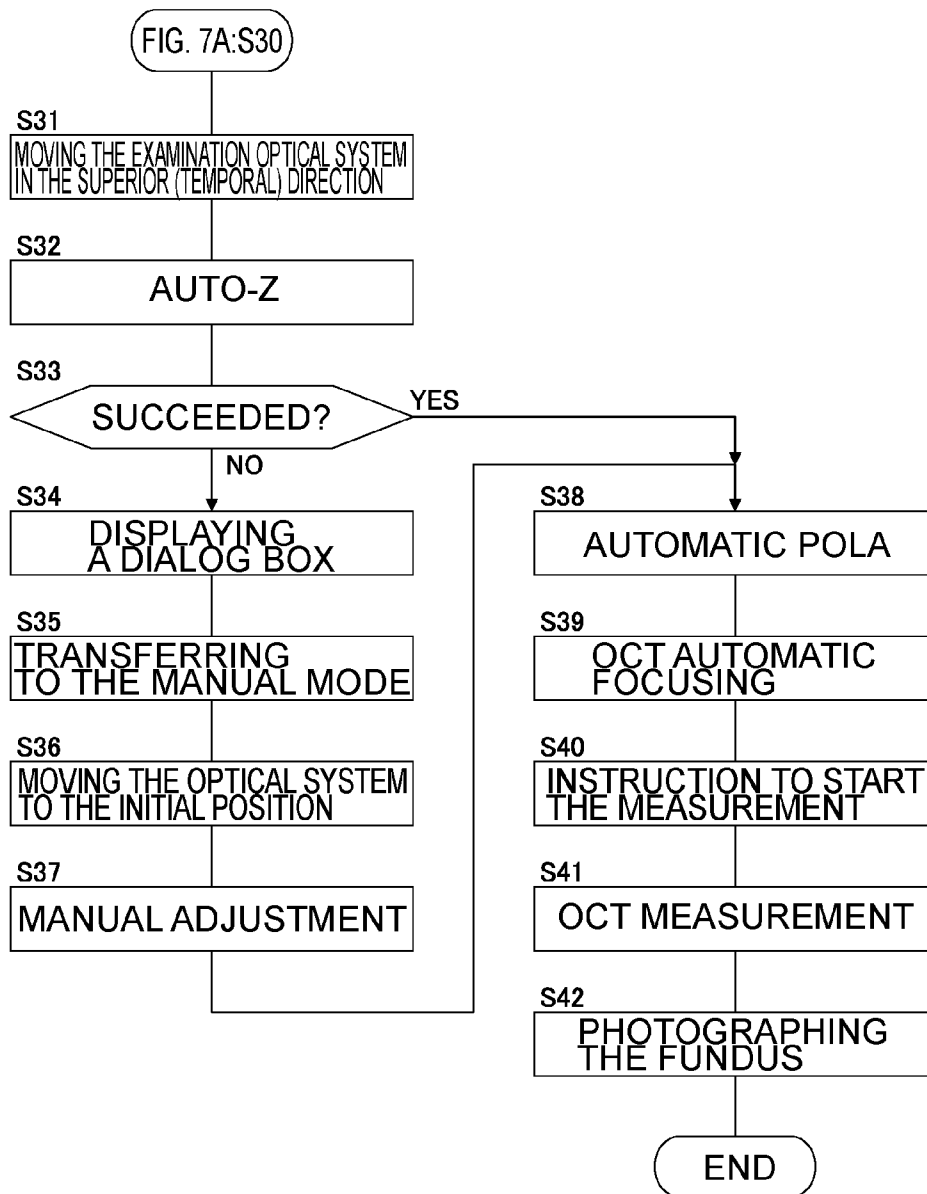 FIG. 7A:S30
S31
MOVING THE EXAMINATION OPTICAL SYSTEM
IN THE SUPERIOR (TEMPORAL) DIRECTION
S32
AUTO-Z
S33
SUCCEEDED?
YES
NO
S34
DISPLAYING
A DIALOG BOX
S35
TRANSFERRING
TO THE MANUAL MODE
S36
MOVING THE OPTICAL SYSTEM
TO THE INITIAL POSITION
S37
MANUAL ADJUSTMENT
S38
AUTOMATIC POLA
S39
OCT AUTOMATIC
FOCUSING
S40
INSTRUCTION TO START
THE MEASUREMENT
S41
OCT MEASUREMENT
S42
PHOTOGRAPHING
THE FUNDUS
END